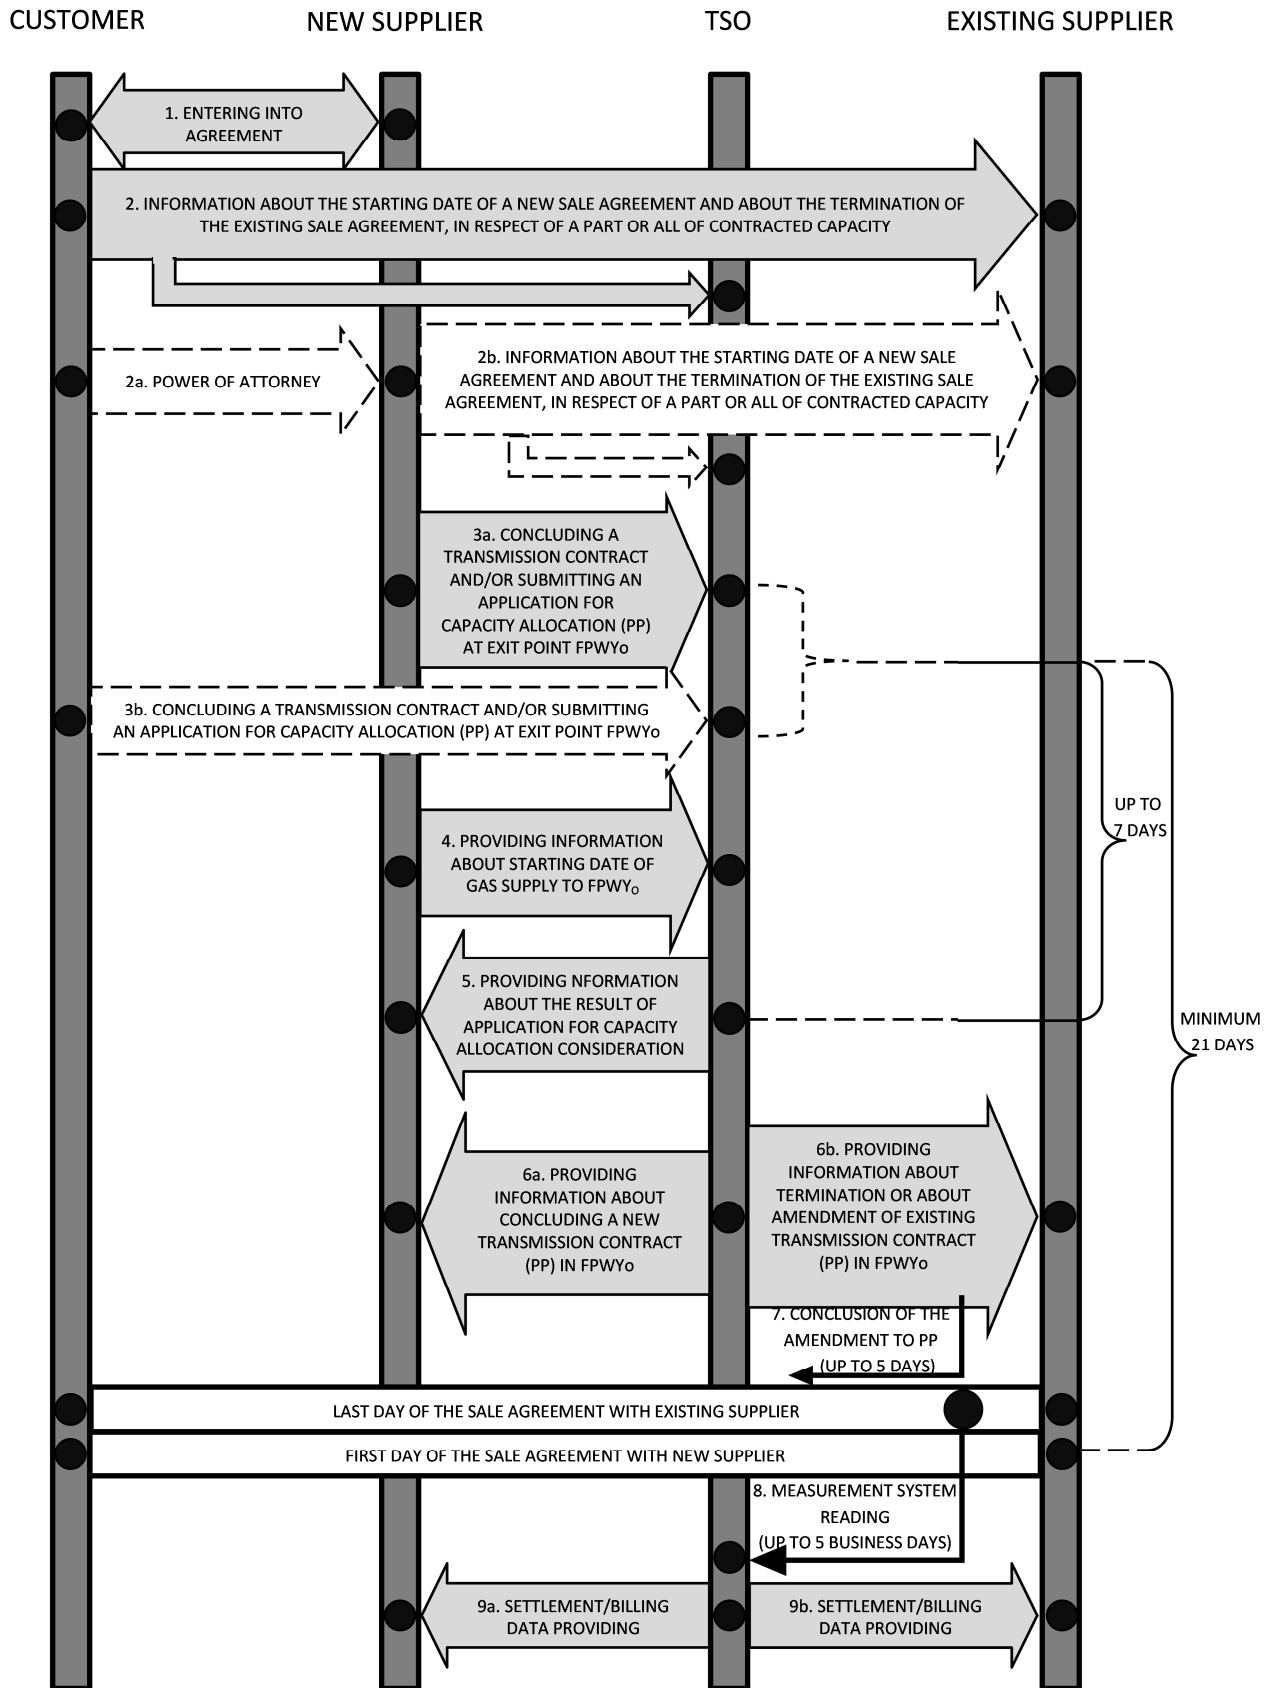 CUSTOMER
NEW SUPPLIER
TSO
EXISTING SUPPLIER
1. ENTERING INTO
AGREEMENT
2. INFORMATION ABOUT THE STARTING DATE OF A NEW SALE AGREEMENT AND ABOUT THE TERMINATION OF
THE EXISTING SALE AGREEMENT, IN RESPECT OF A PART OR ALL OF CONTRACTED CAPACITY
2a. POWER OF ATTORNEY
2b. INFORMATION ABOUT THE STARTING DATE OF A NEW SALE
AGREEMENT AND ABOUT THE TERMINATION OF THE EXISTING SALE
AGREEMENT, IN RESPECT OF A PART OR ALL OF CONTRACTED CAPACITY
3a. CONCLUDING A
TRANSMISSION CONTRACT
AND/OR SUBMITTING AN
APPLICATION FOR
CAPACITY ALLOCATION (PP)
AT EXIT POINT FPWYo
3b. CONCLUDING A TRANSMISSION CONTRACT AND/OR SUBMITTING
AN APPLICATION FOR CAPACITY ALLOCATION (PP) AT EXIT POINT FPWYo
UP TO
7 DAYS
4. PROVIDING INFORMATION
ABOUT STARTING DATE OF
GAS SUPPLY TO FPWYO
5. PROVIDING NFORMATION
ABOUT THE RESULT OF
APPLICATION FOR CAPACITY
ALLOCATION CONSIDERATION
MINIMUM
21 DAYS
6a. PROVIDING
INFORMATION ABOUT
CONCLUDING A NEW
TRANSMISSION CONTRACT
(PP) IN FPWYo
6b. PROVIDING
INFORMATION ABOUT
TERMINATION OR ABOUT
AMENDMENT OF EXISTING
TRANSMISSION CONTRACT
(PP) IN FPWYo
7. CONCLUSION OF THE
AMENDMENT TO PP
(UP TO 5 DAYS)
LAST DAY OF THE SALE AGREEMENT WITH EXISTING SUPPLIER
FIRST DAY OF THE SALE AGREEMENT WITH NEW SUPPLIER
8. MEASUREMENT SYSTEM
READING
(UP TO 5 BUSINESS DAYS)
9a. SETTLEMENT/BILLING
DATA PROVIDING
9b. SETTLEMENT/BILLING
DATA PROVIDING